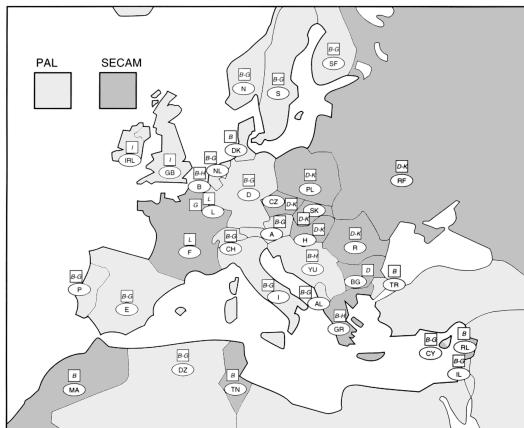 PAL
SECAM
B-G
SF
B-G
N
B-G
S
I
IRL
I
GB
B
DK
B-G
NL
B-H
B
B-G
D
D-K
PL
D-K
RF
G
L
L
CZ
D-K
SK
D-K
D-K
H
D-K
R
L
F
B-G
CH
B-G
A
B-H
YU
D
BG
B
TR
B-G
P
B-G
E
B-G
I
B-G
AL
B-H
GR
B-G
CY
B
RL
B-G
IL
B
MA
B-G
DZ
B
TN